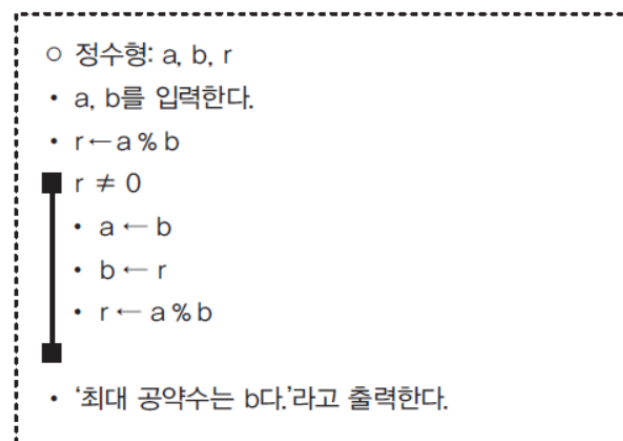 ○ 정수형: a, b, r
• a, b를 입력한다.
• r ← a % b
■ r ≠ 0
• a ← b
• b ← r
• r ← a % b
• ‘최대 공약수는 b다.’라고 출력한다.